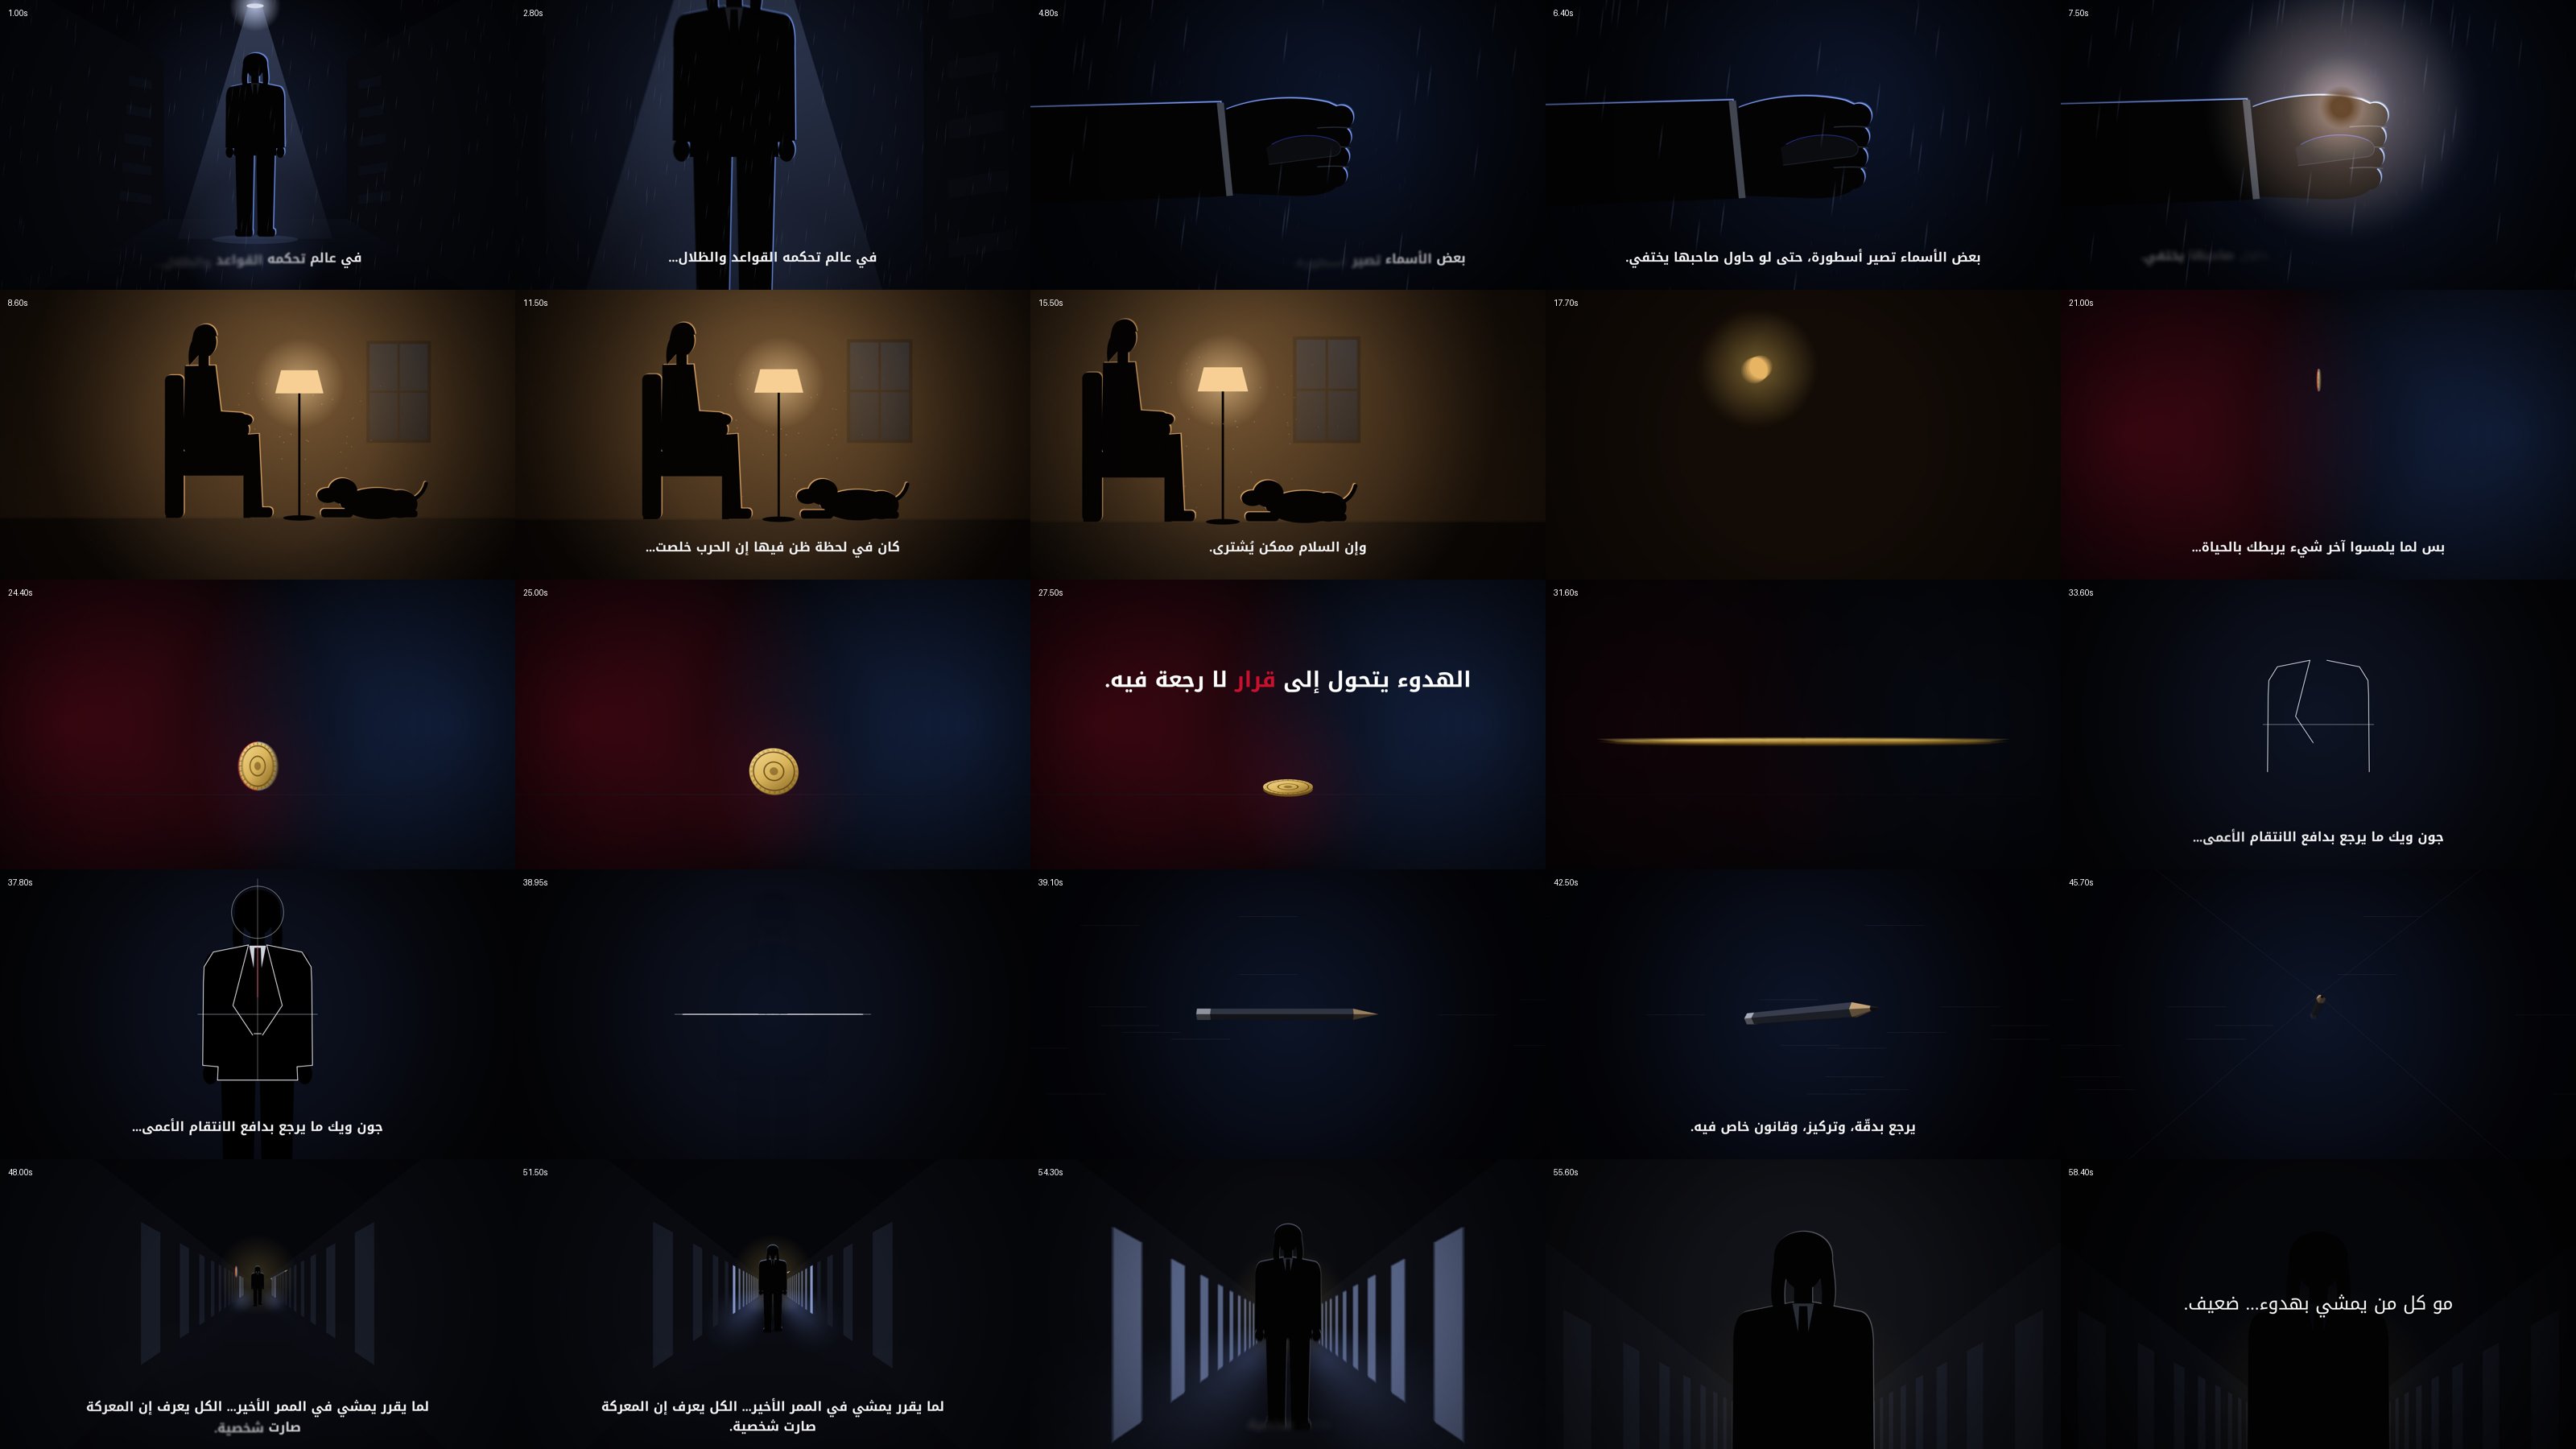 1.00s
في عالم تحكمه القواعد
2.80s
في عالم تحكمه القواعد والظلال...
4.80s
بعض الأسماء تصير
6.40s
بعض الأسماء تصير أسطورة، حتى لو حاول صاحبها يختفي.
7.50s
يختفي.
8.60s
11.50s
كان في لحظة ظن فيها إن الحرب خلصت...
15.50s
وإن السلام ممكن يُشترى.
17.70s
21.00s
بس لما يلمسوا آخر شيء يربطك بالحياة...
24.40s
25.00s
27.50s
الهدوء يتحول إلى قرار لا رجعة فيه.
31.60s
33.60s
جون ويك ما يرجع بدافع الانتقام الأعمى...
37.80s
جون ويك ما يرجع بدافع الانتقام الأعمى...
38.95s
39.10s
42.50s
يرجع بدقّة، وتركيز، وقانون خاص فيه.
45.70s
48.00s
لما يقرر يمشي في الممر الأخير... الكل يعرف إن المعركة
صارت شخصية.
51.50s
لما يقرر يمشي في الممر الأخير... الكل يعرف إن المعركة
صارت شخصية.
54.30s
55.60s
58.40s
مو كل من يمشي بهدوء... ضعيف.